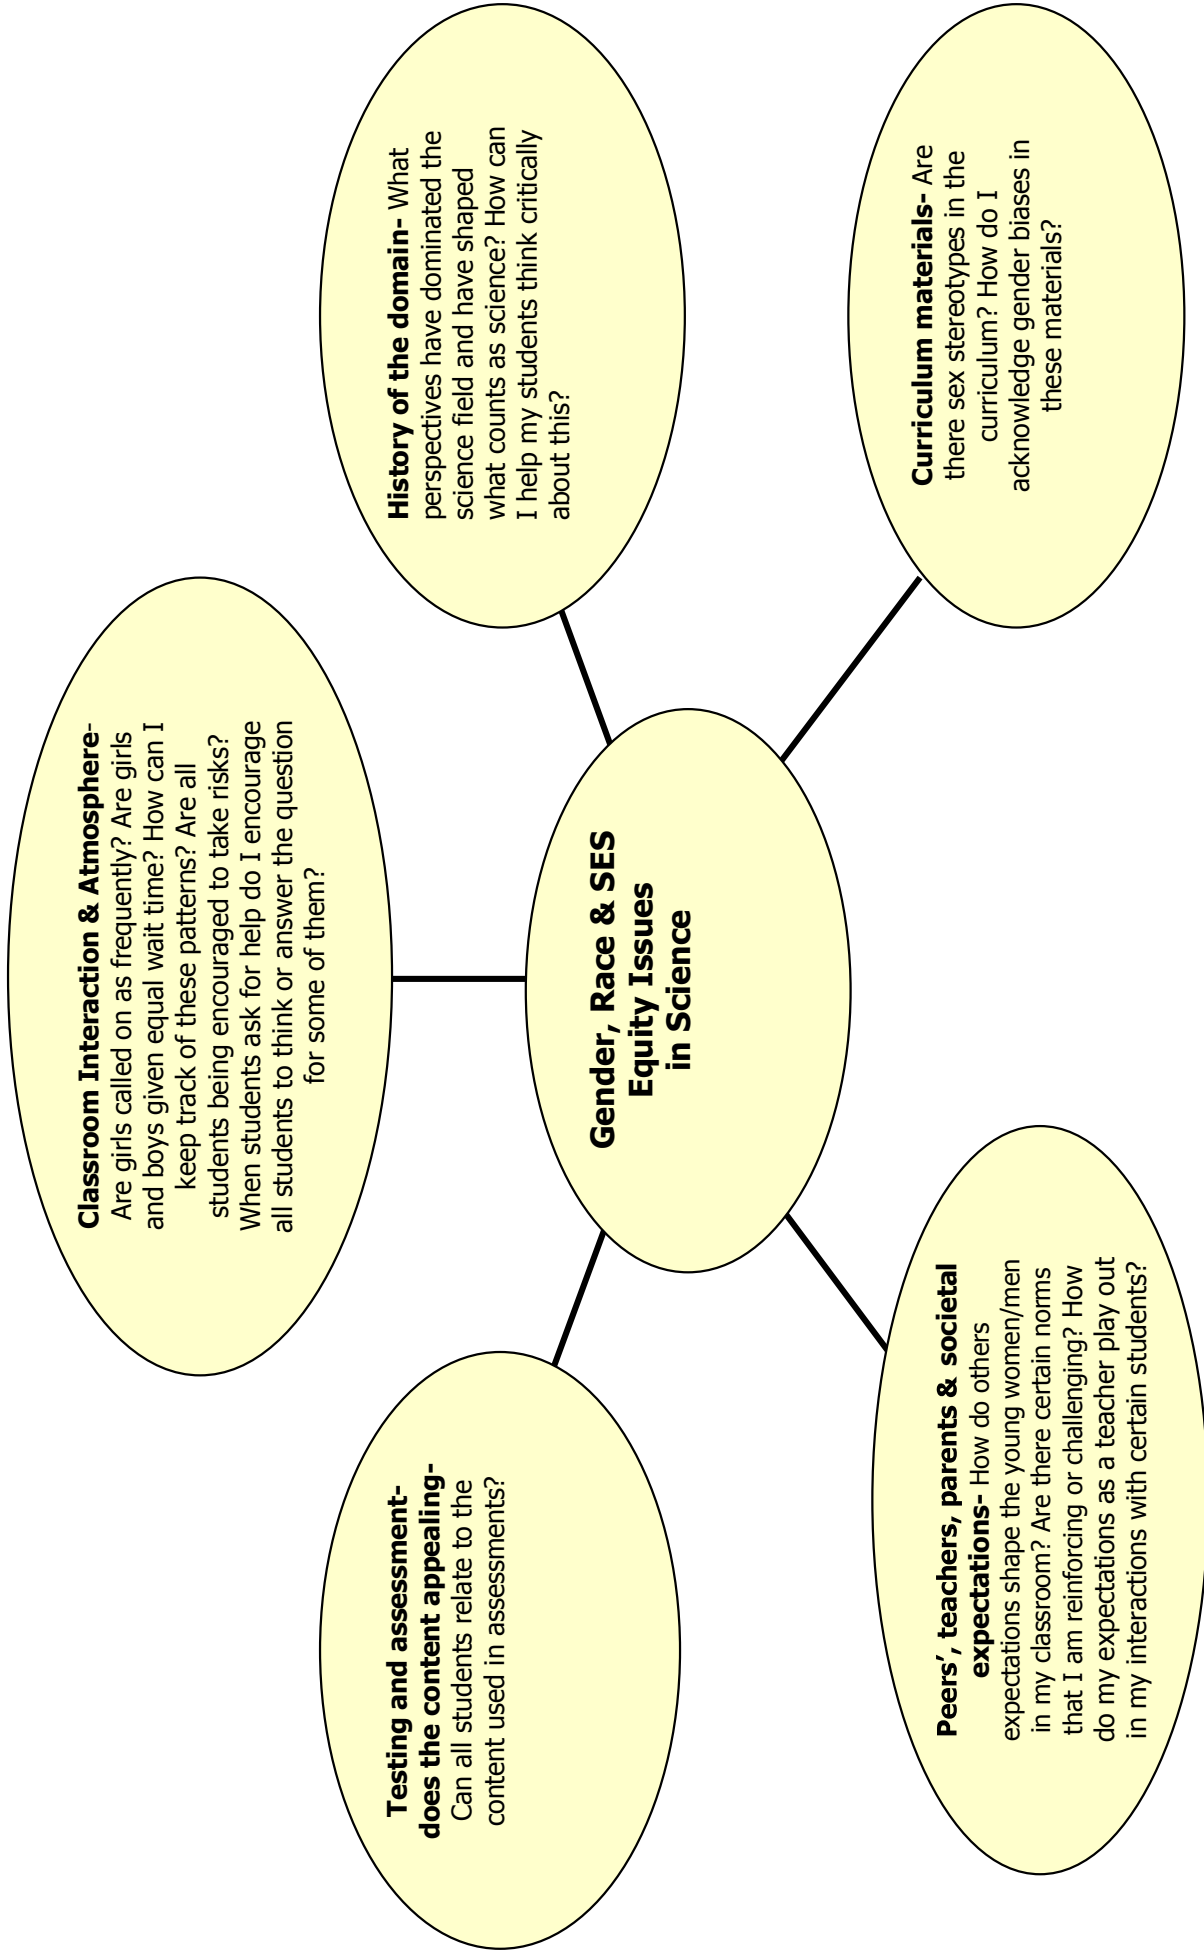 Classroom Interaction & Atmosphere-
Are girls called on as frequently? Are girls
and boys given equal wait time? How can I
keep track of these patterns? Are all
students being encouraged to take risks?
When students ask for help do I encourage
all students to think or answer the question
for some of them?
Testing and assessment-
does the content appealing-
Can all students relate to the
content used in assessments?
History of the domain- What
perspectives have dominated the
science field and have shaped
what counts as science? How can
I help my students think critically
about this?
Gender, Race & SES
Equity Issues
in Science
Peers’, teachers, parents & societal
expectations- How do others
expectations shape the young women/men
in my classroom? Are there certain norms
that I am reinforcing or challenging? How
do my expectations as a teacher play out
in my interactions with certain students?
Curriculum materials- Are
there sex stereotypes in the
curriculum? How do I
acknowledge gender biases in
these materials?